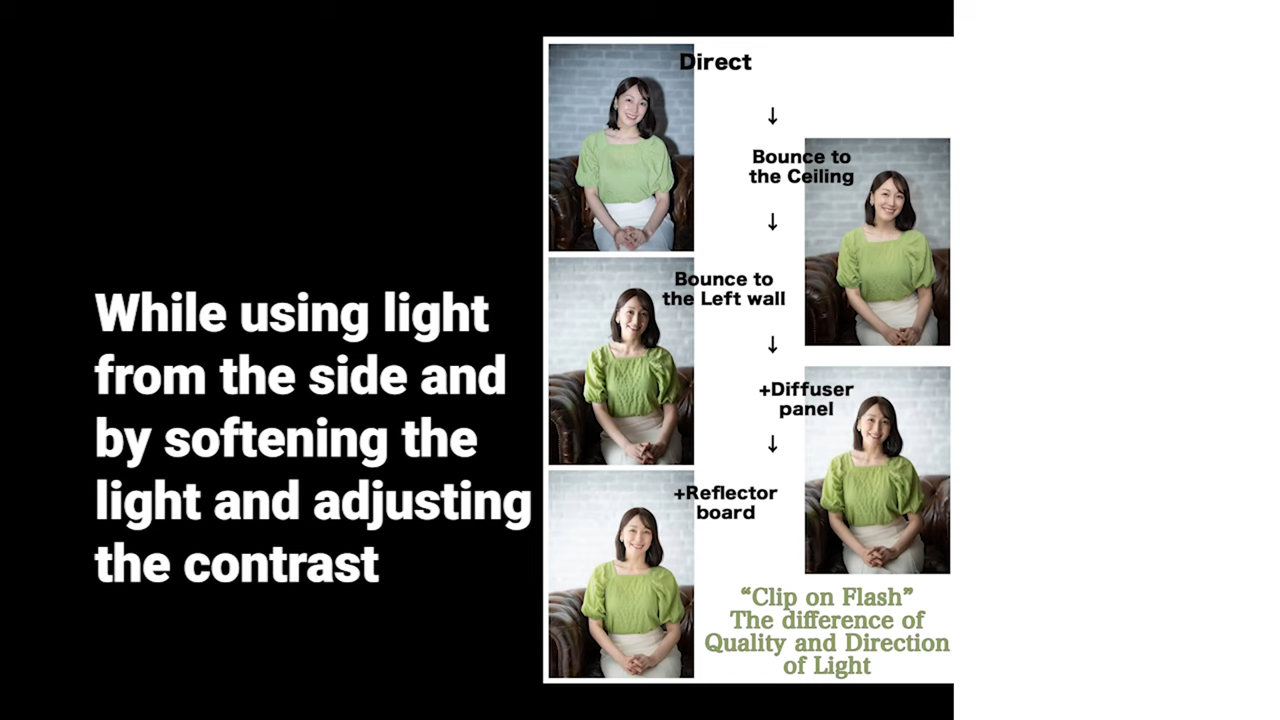 While using light
from the side and
by softening the
light and adjusting
the contrast
Direct
↓
Bounce to
the Ceiling
↓
Bounce to
the Left wall
↓
+Diffuser
panel
↓
+Reflector
board
“Clip on Flash”
The difference of
Quality and Direction
of Light